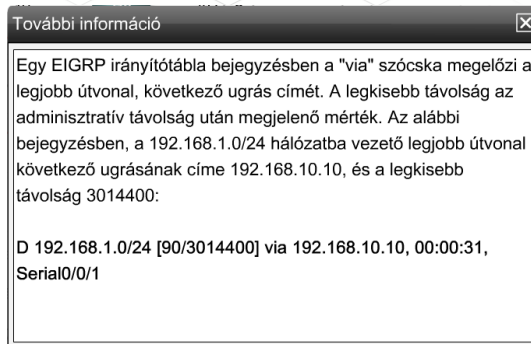 További információ
Egy EIGRP irányítótábla bejegyzésben a "via" szócska megelőzi a
legjobb útvonal, következő ugrás címét. A legkisebb távolság az
adminisztratív távolság után megjelenő mérték. Az alábbi
bejegyzésben, a 192.168.1.0/24 hálózatba vezető legjobb útvonal
következő ugrásának címe 192.168.10.10, és a legkisebb
távolság 3014400:
D 192.168.1.0/24 [90/3014400] via 192.168.10.10, 00:00:31,
Serial0/0/1